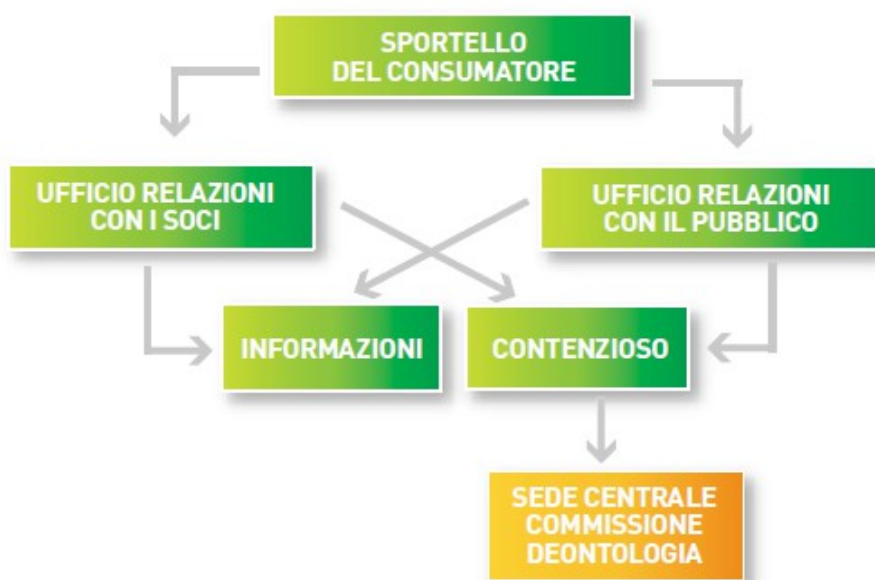 SPORTELLO
DEL CONSUMATORE
UFFICIO RELAZIONI
CON I SOCI
UFFICIO RELAZIONI
CON IL PUBBLICO
INFORMAZIONI
CONTENZIOSO
SEDE CENTRALE
COMMISSIONE
DEONTOLOGIA